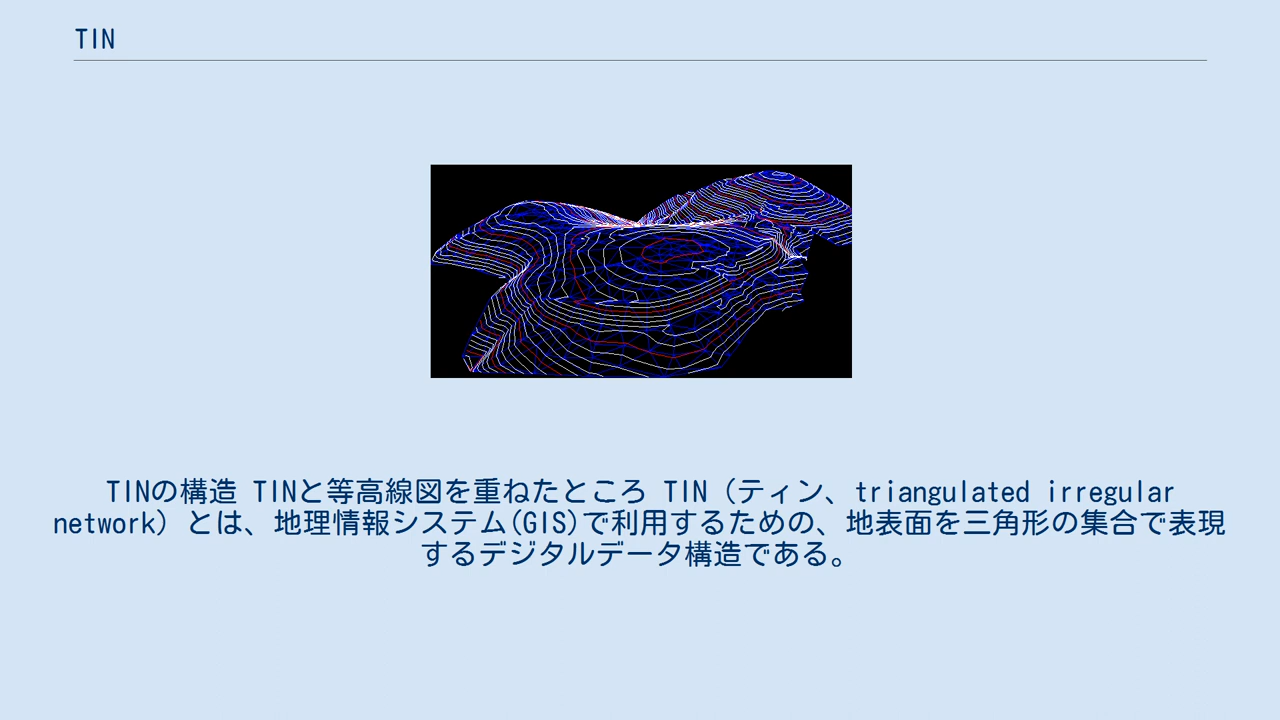 TIN
TINの構造 TINと等高線図を重ねたところ TIN（ティン、triangulated irregular
network）とは、地理情報システム(GIS)で利用するための、地表面を三角形の集合で表現
するデジタルデータ構造である。